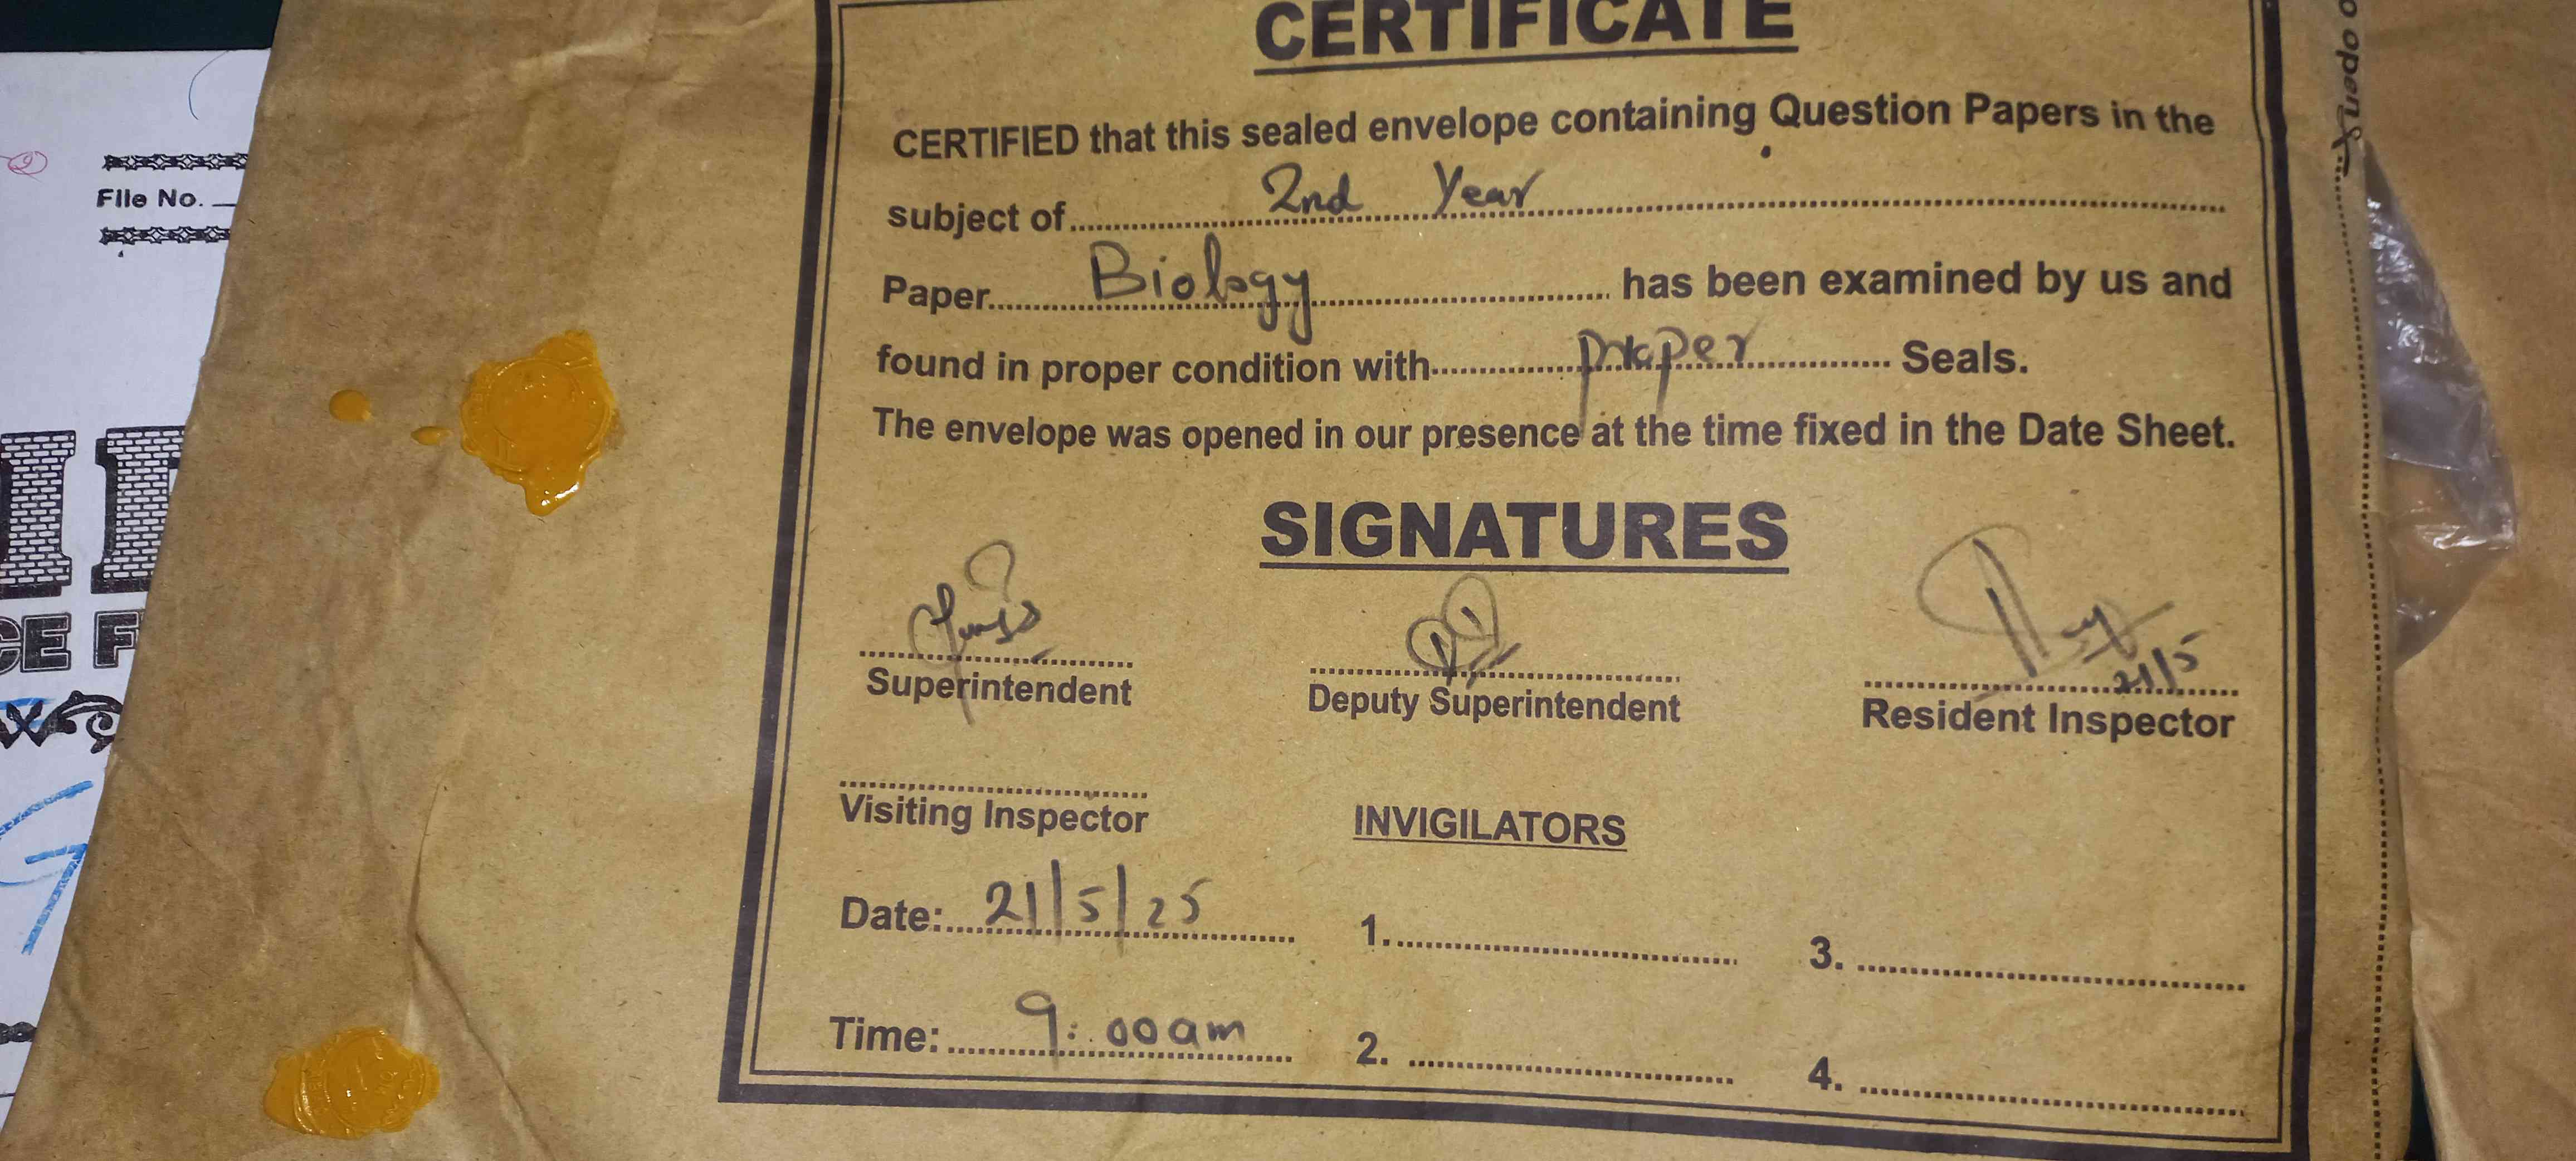 CERTIFICATE
CERTIFIED that this sealed envelope containing Question Papers in the
subject of 2nd Year
Paper Biology has been examined by us and
found in proper condition with proper Seals.
The envelope was opened in our presence at the time fixed in the Date Sheet.
SIGNATURES
Superintendent
Deputy Superintendent
21/5
Resident Inspector
Visiting Inspector
INVIGILATORS
Date: 21/5/25
1.
3.
Time: 9:00am
2.
4.
File No.
o open